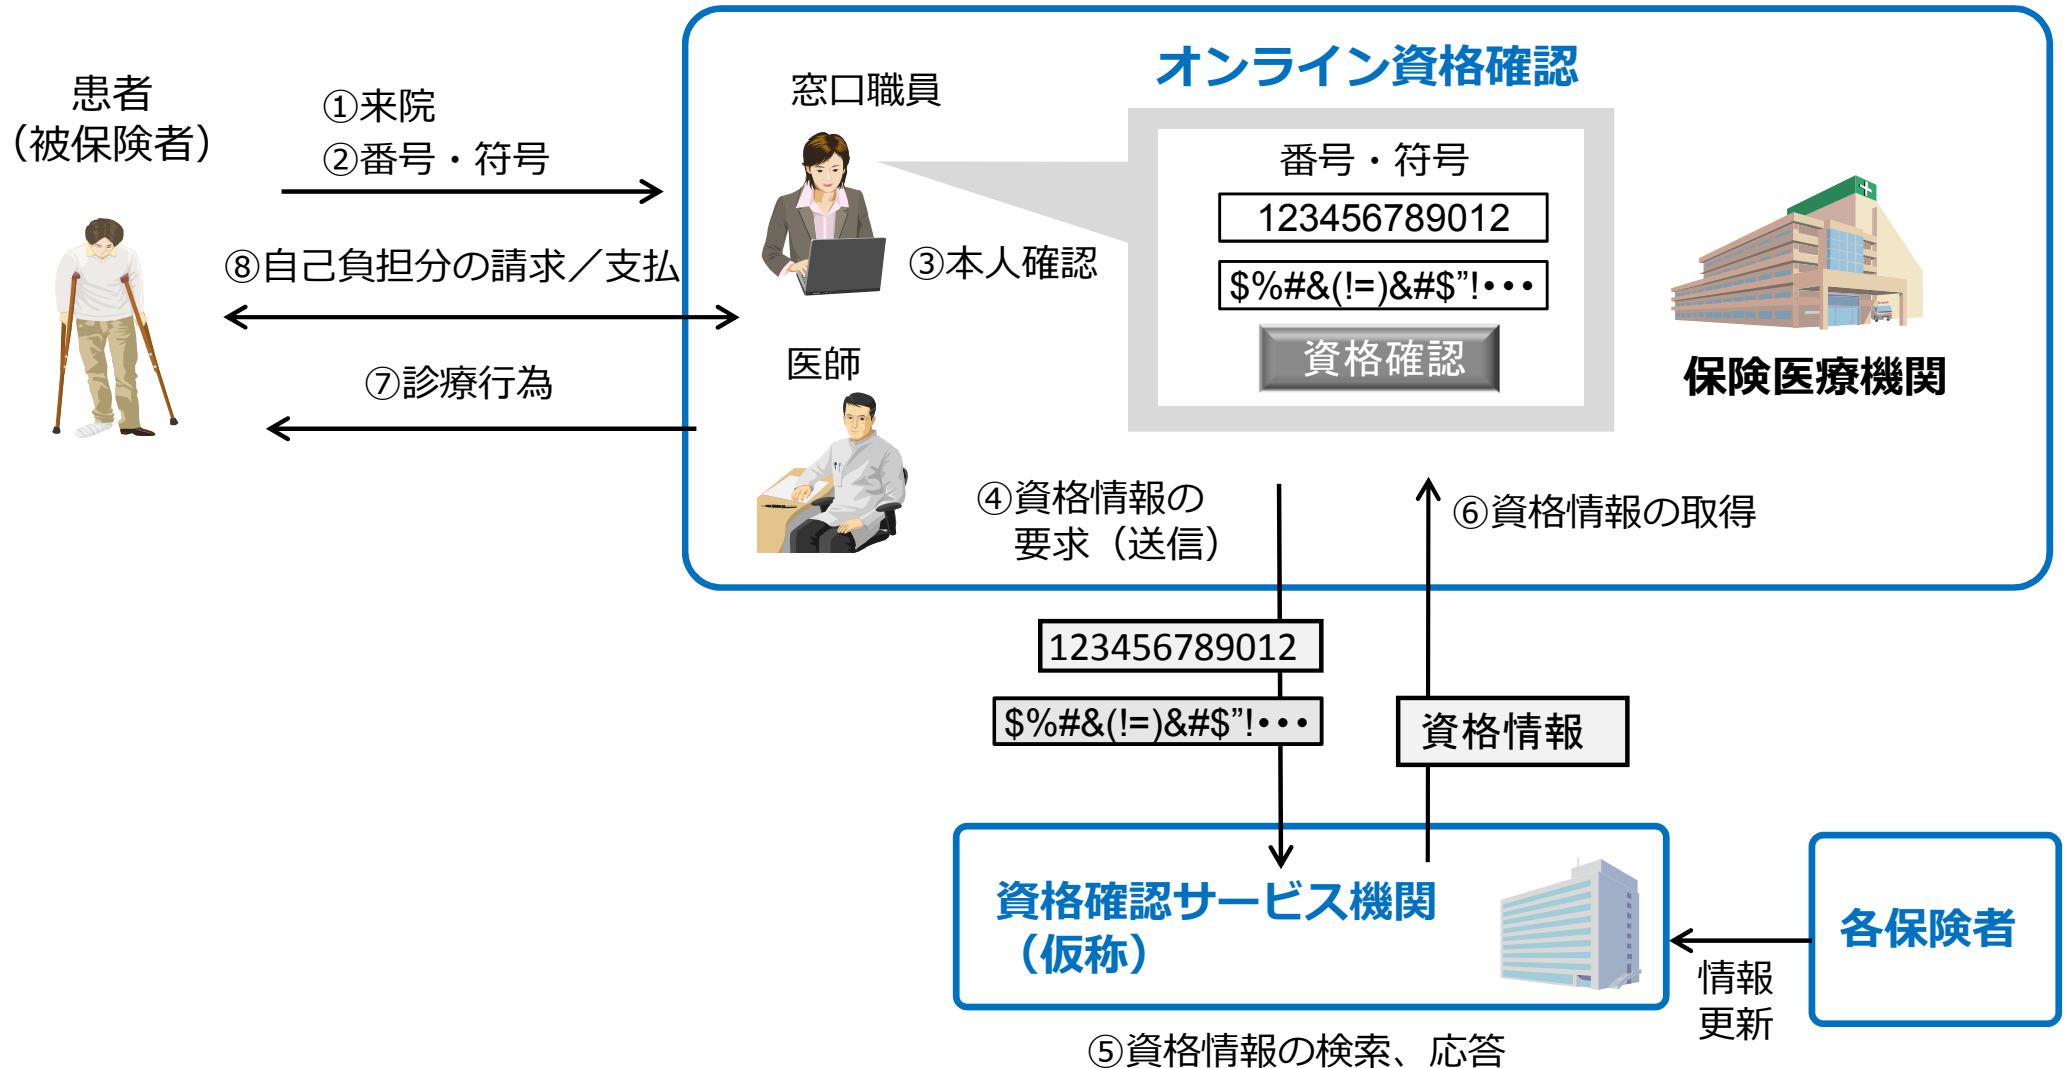 患者
（被保険者）
①来院
②番号・符号
⑧自己負担分の請求／支払
⑦診療行為
窓口職員
③本人確認
医師
オンライン資格確認
番号・符号
123456789012
$%#&(!=)&#$”!・・・
資格確認
保険医療機関
④資格情報の
要求（送信）
⑥資格情報の取得
123456789012
$%#&(!=)&#$”!・・・
資格情報
資格確認サービス機関
（仮称）
各保険者
情報
更新
⑤資格情報の検索、応答